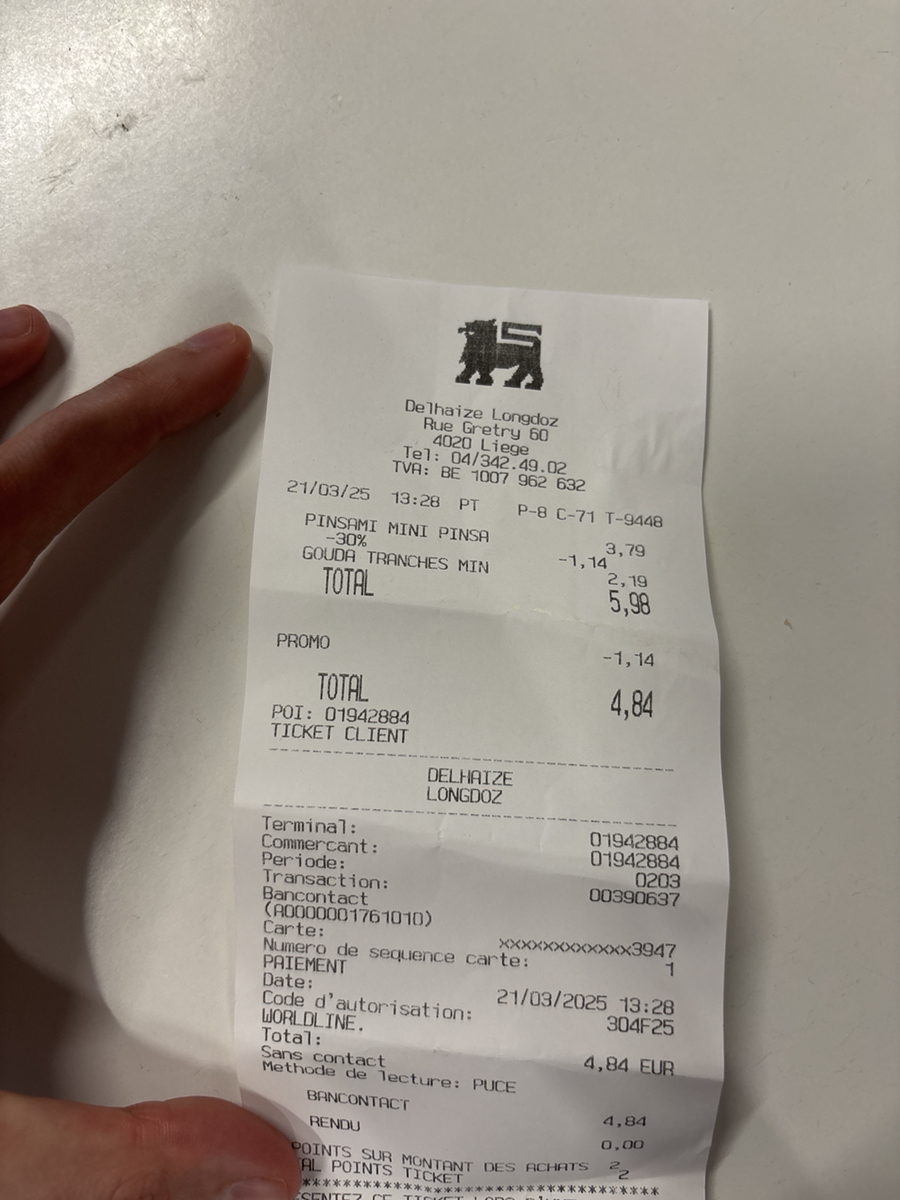 Delhaize Longdoz
Rue Gretry 60
4020 Liege
Tel: 04/342.49.02
TVA: BE 1007 962 632
21/03/25 13:28 PT P-8 C-71 T-9448
PINSAMI MINI PINSA 3,79
-30% -1,14
GOUDA TRANCHES MIN 2,19
TOTAL 5,98
PROMO -1,14
TOTAL 4,84
POI: 01942884
TICKET CLIENT
DELHAIZE
LONGDOZ
Terminal: 01942884
Commercant: 01942884
Periode: 0203
Transaction: 00390637
Bancontact
(A0000001761010)
Carte: xxxxxxxxxxxxx3947
Numero de sequence carte: 1
PAIEMENT
Date: 21/03/2025 13:28
Code d'autorisation: 304F25
WORLDLINE.
Total: 4,84 EUR
Sans contact
Methode de lecture: PUCE
BANCONTACT 4,84
RENDU 0,00
POINTS SUR MONTANT DES ACHATS 2
AL POINTS TICKET 2
*************************************